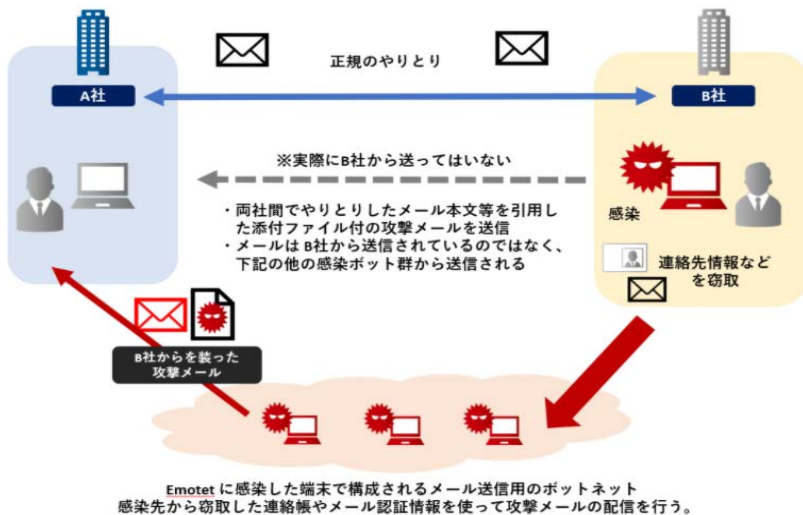 正規のやりとり
A社
B社
※実際にB社から送ってはいない
・両社間でやりとりしたメール本文等を引用し
た添付ファイル付の攻撃メールを送信
・メールは B社から送信されているのではなく、
下記の他の感染ボット群から送信される
感染
連絡先情報など
を窃取
B社からを装った
攻撃メール
Emotet に感染した端末で構成されるメール送信用のボットネット
感染先から窃取した連絡帳やメール認証情報を使って攻撃メールの配信を行う。